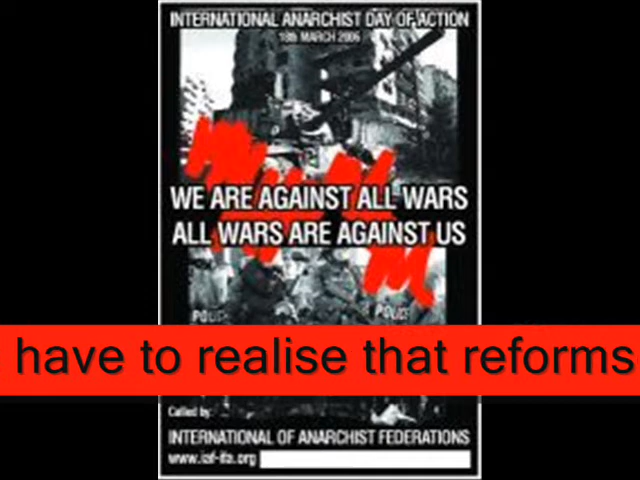 INTERNATIONAL ANARCHIST DAY OF ACTION
18th MARCH 2006
WE ARE AGAINST ALL WARS
ALL WARS ARE AGAINST US
POLICE
have to realise that reforms
Called by:
INTERNATIONAL OF ANARCHIST FEDERATIONS
www.iaf-ifa.org